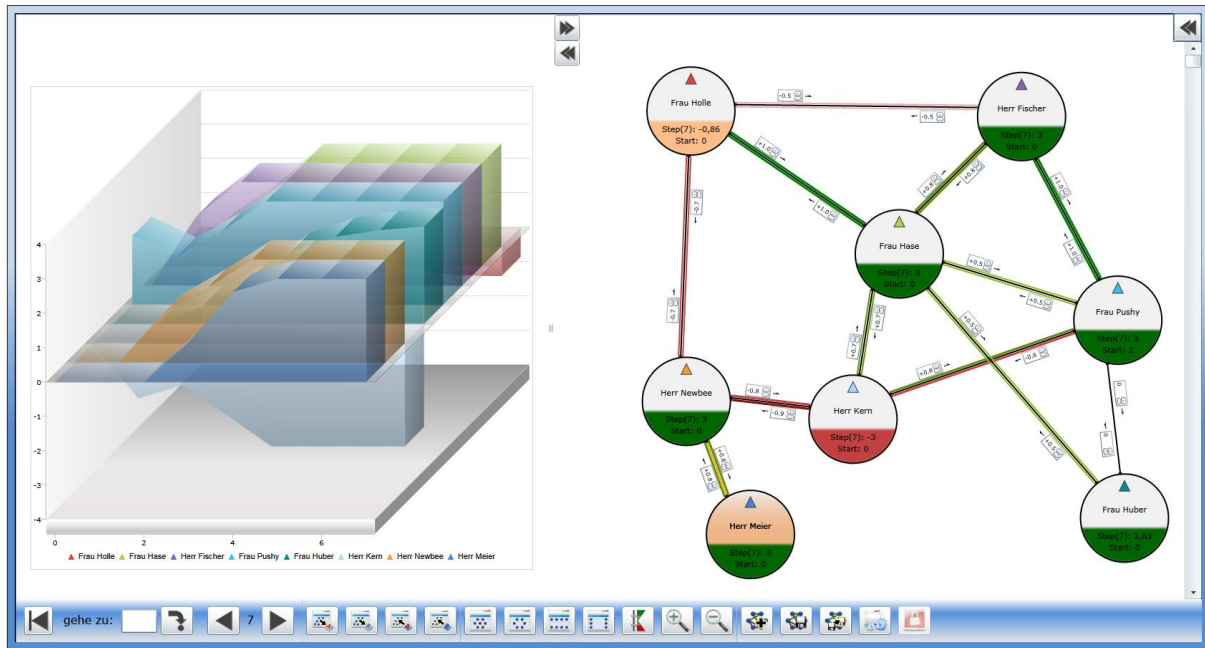 4
3
2
1
0
-1
-2
-3
-4
0
2
4
6
Frau Holle
Frau Hase
Herr Fischer
Frau Pushy
Frau Huber
Herr Kern
Herr Newbee
Herr Meier
Frau Holle
Step(7): -0,86
Start: 0
-0.5
-0.5
Herr Fischer
Step(7): 3
Start: 0
+1.0
+1.0
+0.8
+0.8
+1.0
+1.0
-0.7
-0.7
Frau Hase
Step(7): 3
Start: 0
+0.5
+0.5
Frau Pushy
Step(7): 3
Start: 2
+0.7
+0.7
+0.5
+0.5
+0.8
0
0
Herr Newbee
Step(7): 3
Start: 0
-0.8
-0.9
Herr Kern
Step(7): -3
Start: 0
+0.8
+0.8
Herr Meier
Step(7): 3
Start: 0
Frau Huber
Step(7): 2,83
Start: 0
gehe zu:
7